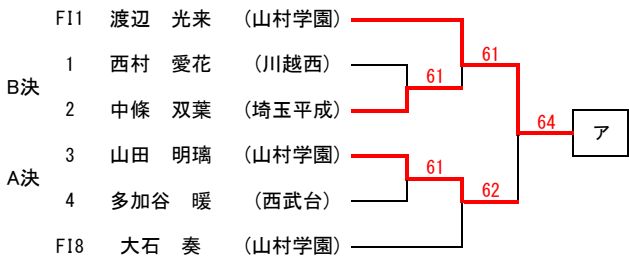 FI1 渡辺 光来 (山村学園)
61
1 西村 愛花 (川越西)
61
B決
2 中條 双葉 (埼玉平成)
64
ア
3 山田 明璃 (山村学園)
61
A決
62
4 多加谷 暖 (西武台)
FI8 大石 奏 (山村学園)